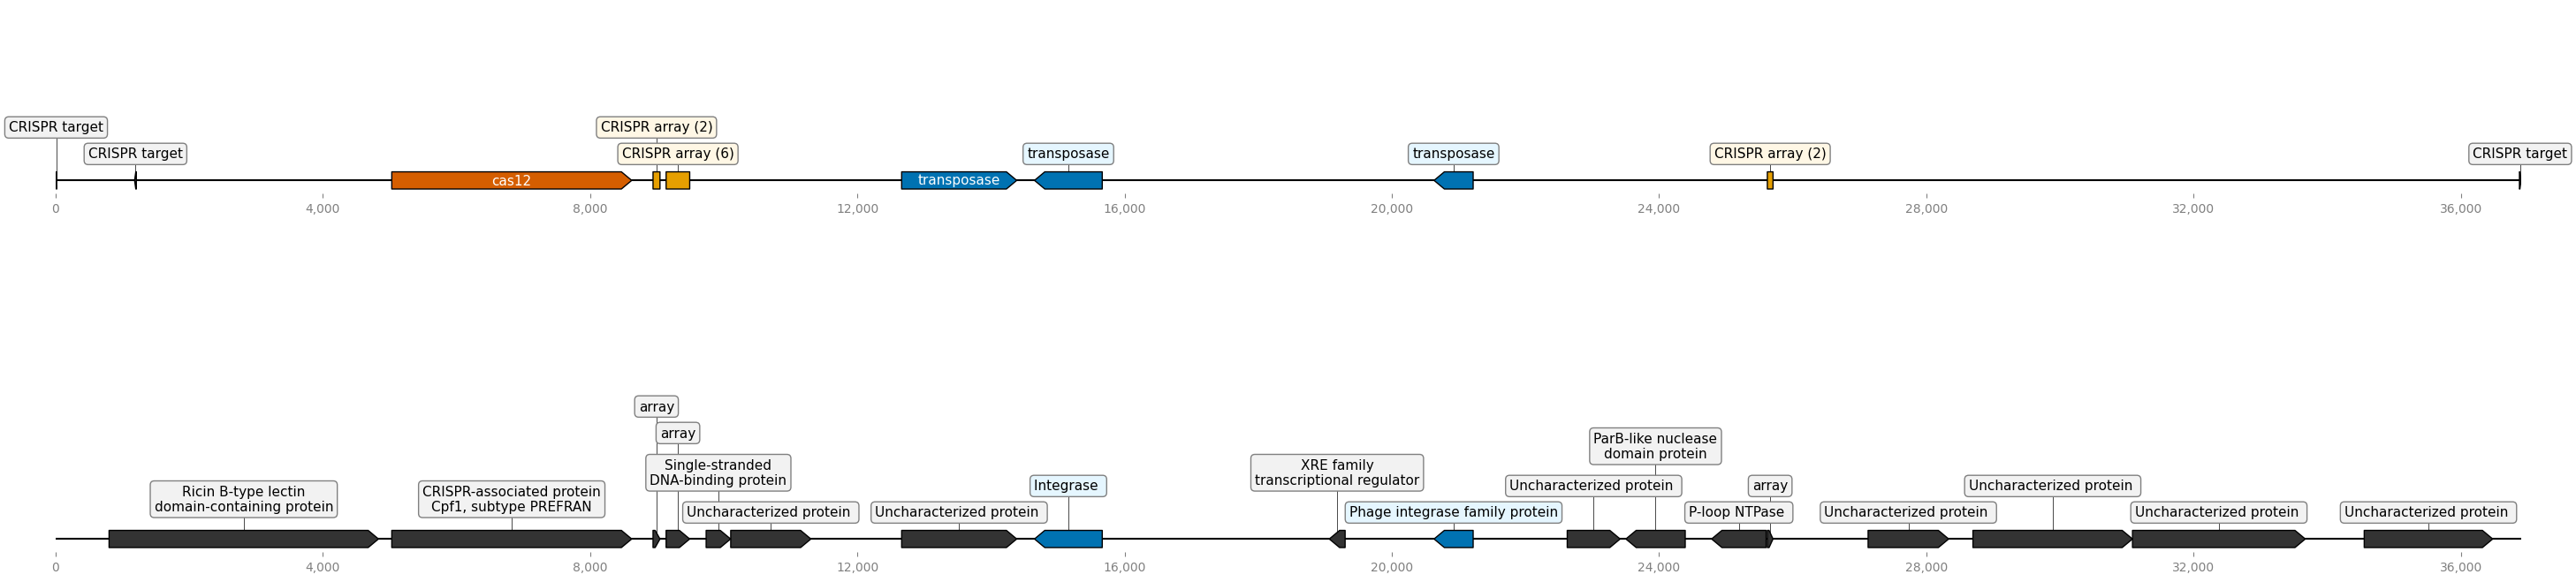 CRISPR target
CRISPR array (2)
CRISPR target
CRISPR array (6)
transposase
transposase
CRISPR array (2)
CRISPR target
cas12
transposase
0
4,000
8,000
12,000
16,000
20,000
24,000
28,000
32,000
36,000
array
array
ParB-like nuclease
domain protein
Single-stranded
DNA-binding protein
XRE family
transcriptional regulator
Ricin B-type lectin
domain-containing protein
CRISPR-associated protein
Cpf1, subtype PREFRAN
Integrase
Uncharacterized protein
array
Uncharacterized protein
Uncharacterized protein
Uncharacterized protein
Phage integrase family protein
P-loop NTPase
Uncharacterized protein
Uncharacterized protein
Uncharacterized protein
0
4,000
8,000
12,000
16,000
20,000
24,000
28,000
32,000
36,000